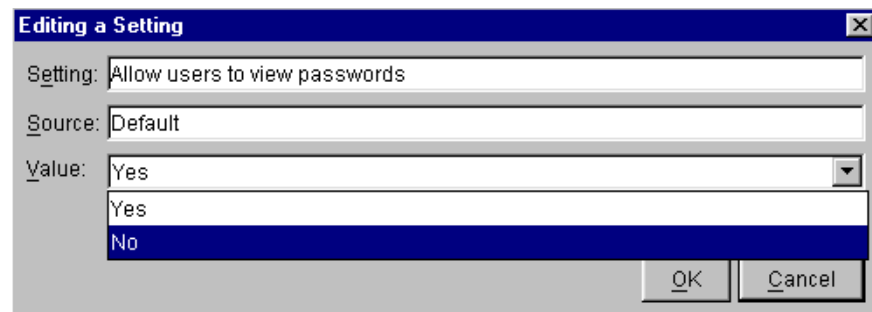 Editing a Setting
Setting: Allow users to view passwords
Source: Default
Value: Yes
Yes
No
OK Cancel